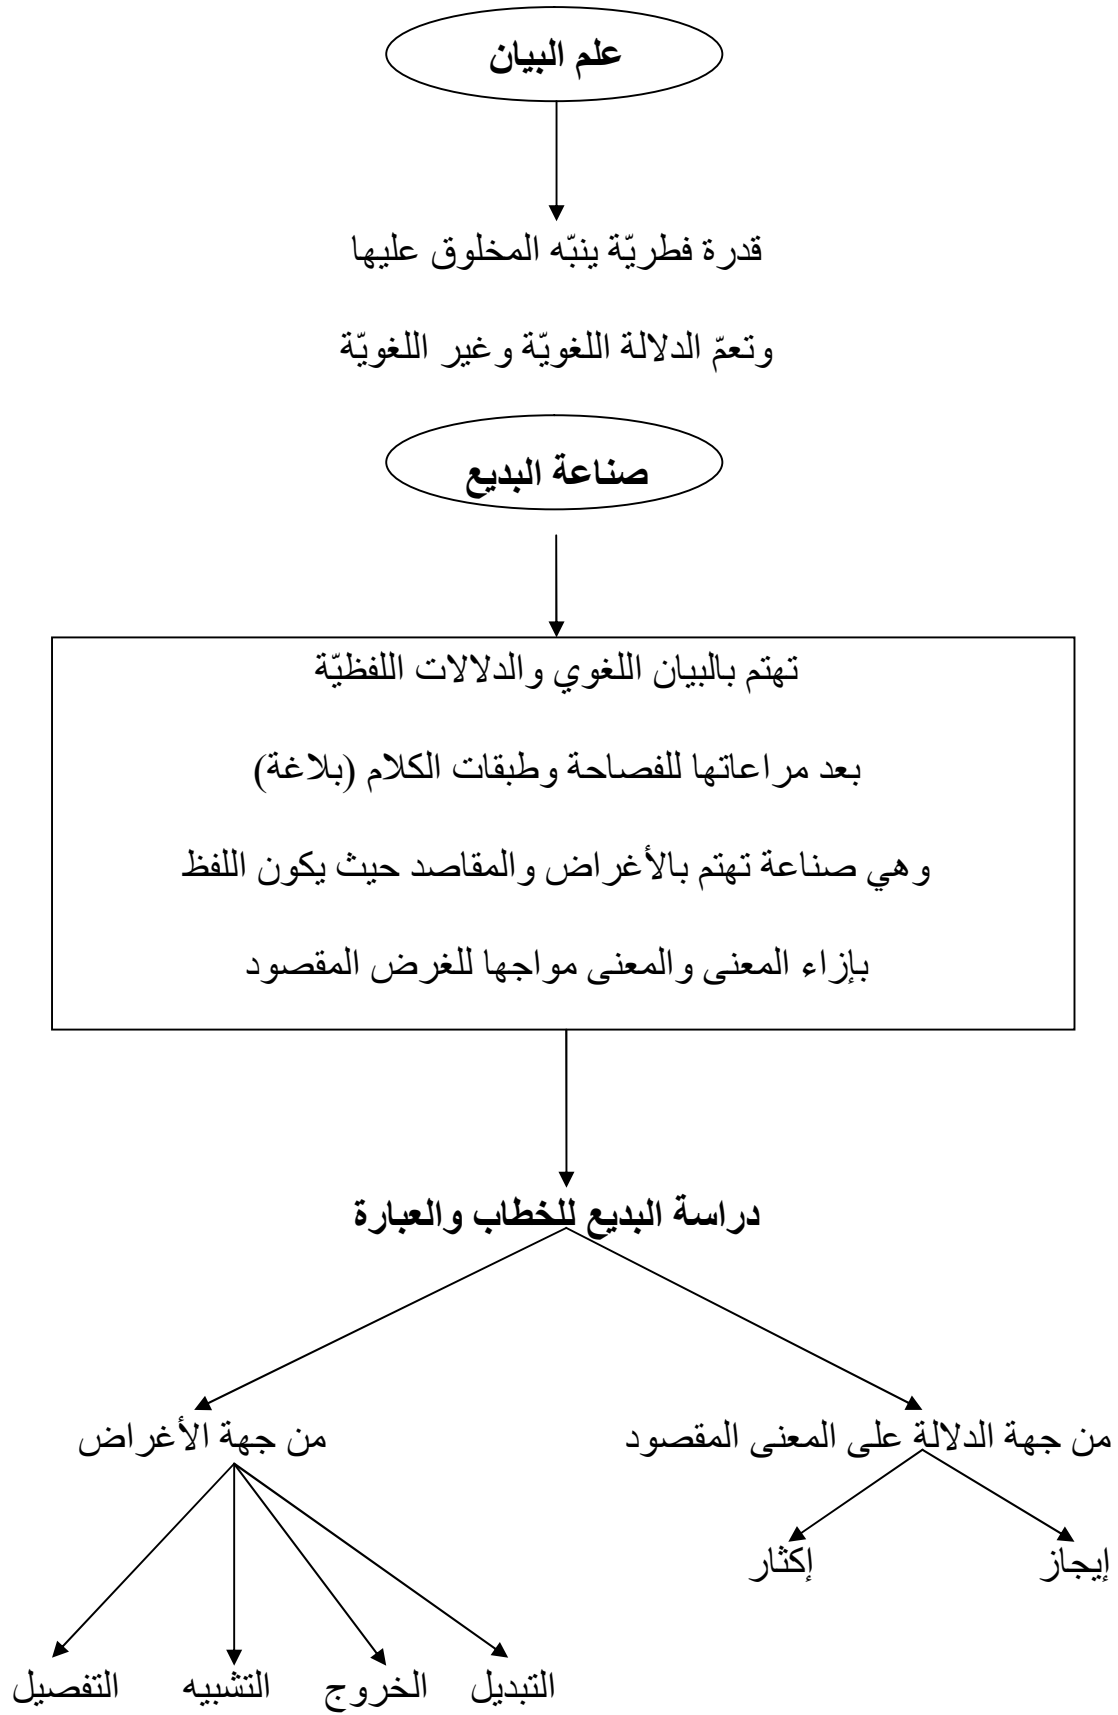 علم البيان
قدرة فطريّة ينبّه المخلوق عليها
وتعمّ الدلالة اللغويّة وغير اللغويّة
صناعة البديع
تهتم بالبيان اللغوي والدلالات اللفظيّة
بعد مراعاتها للفصاحة وطبقات الكلام (بلاغة)
وهي صناعة تهتم بالأغراض والمقاصد حيث يكون اللفظ
بإزاء المعنى والمعنى مواجها للغرض المقصود
دراسة البديع للخطاب والعبارة
من جهة الدلالة على المعنى المقصود
من جهة الأغراض
إيجاز
إكثار
التبديل
الخروج
التشبيه
التفصيل